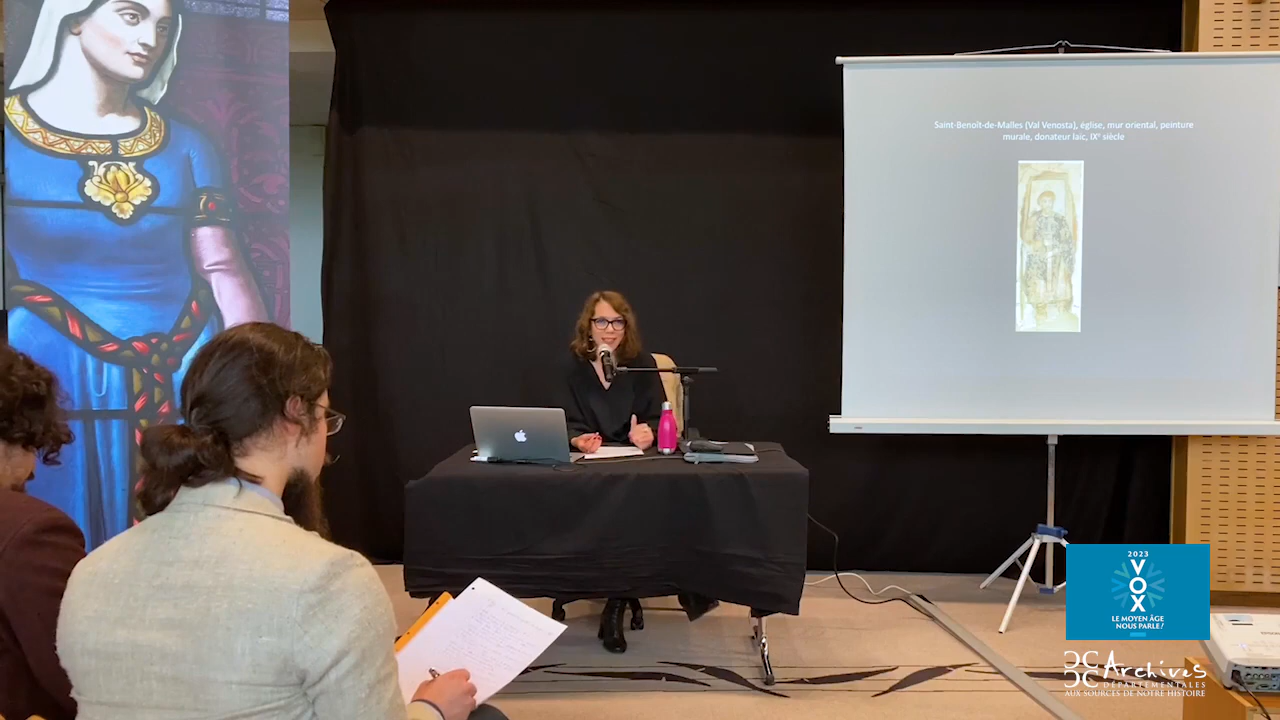 Saint-Benoît-de-Malles (Val Venosta), église, mur oriental, peinture
murale, donateur laïc, IXe siècle
2023
VOX
LE MOYEN ÂGE
NOUS PARLE !
Archives
DÉPARTEMENTALES
AUX SOURCES DE NOTRE HISTOIRE